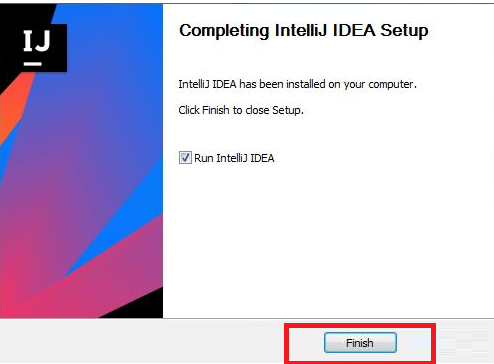 IJ
Completing IntelliJ IDEA Setup
IntelliJ IDEA has been installed on your computer.
Click Finish to close Setup.
Run IntelliJ IDEA
Finish